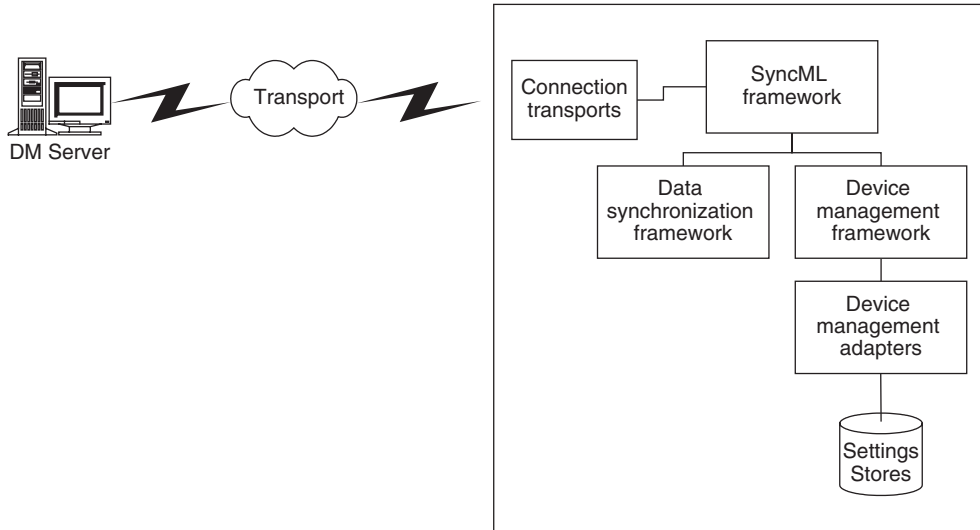 DM Server
Transport
Connection
transports
SyncML
framework
Data
synchronization
framework
Device
management
framework
Device
management
adapters
Settings
Stores